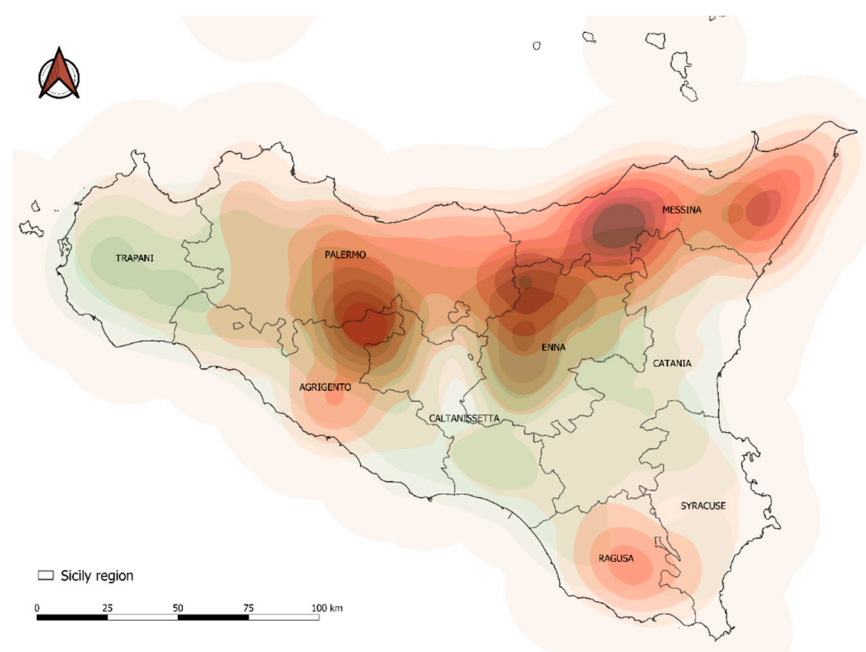 MESSINA
TRAPANI
PALERMO
ENNA
CATANIA
AGRIGENTO
CALTANISSETTA
SYRACUSE
RAGUSA
Sicily region
0 25 50 75 100 km